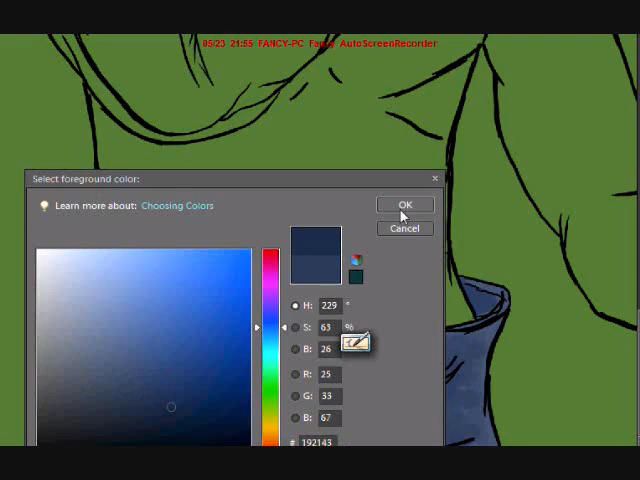 05/23 21:55 FANCY-PC Fancy AutoScreenRecorder
Select foreground color:
Learn more about: Choosing Colors
OK
Cancel
H: 229 °
S: 63 %
B: 26
R: 25
G: 33
B: 67
# 192143